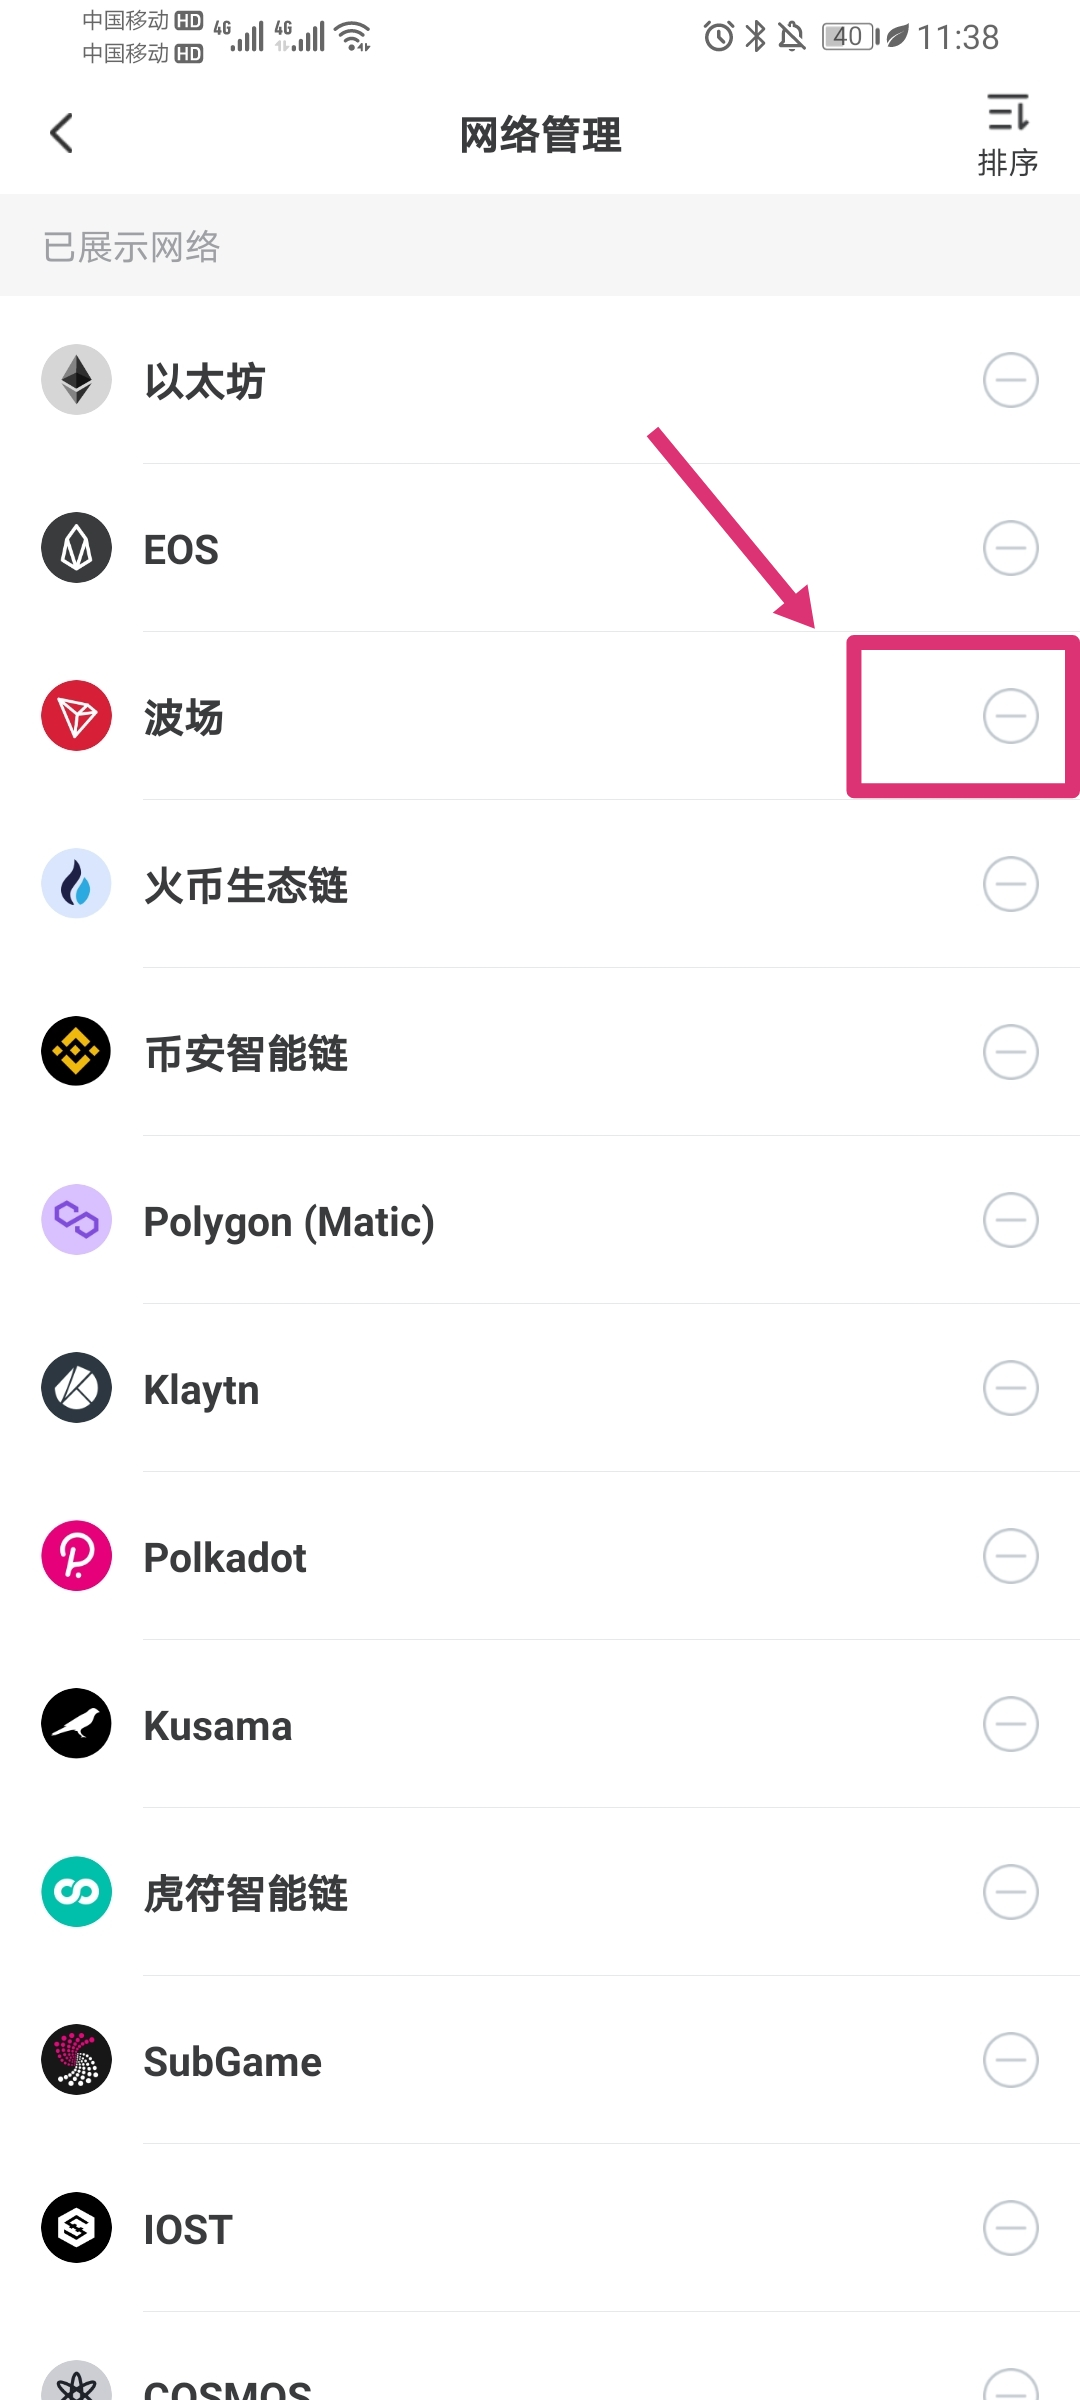 中国移动 HD 4G 4G 40 11:38
中国移动 HD
网络管理
排序
已展示网络
以太坊
EOS
波场
火币生态链
币安智能链
Polygon (Matic)
Klaytn
Polkadot
Kusama
虎符智能链
SubGame
IOST
COSMOS